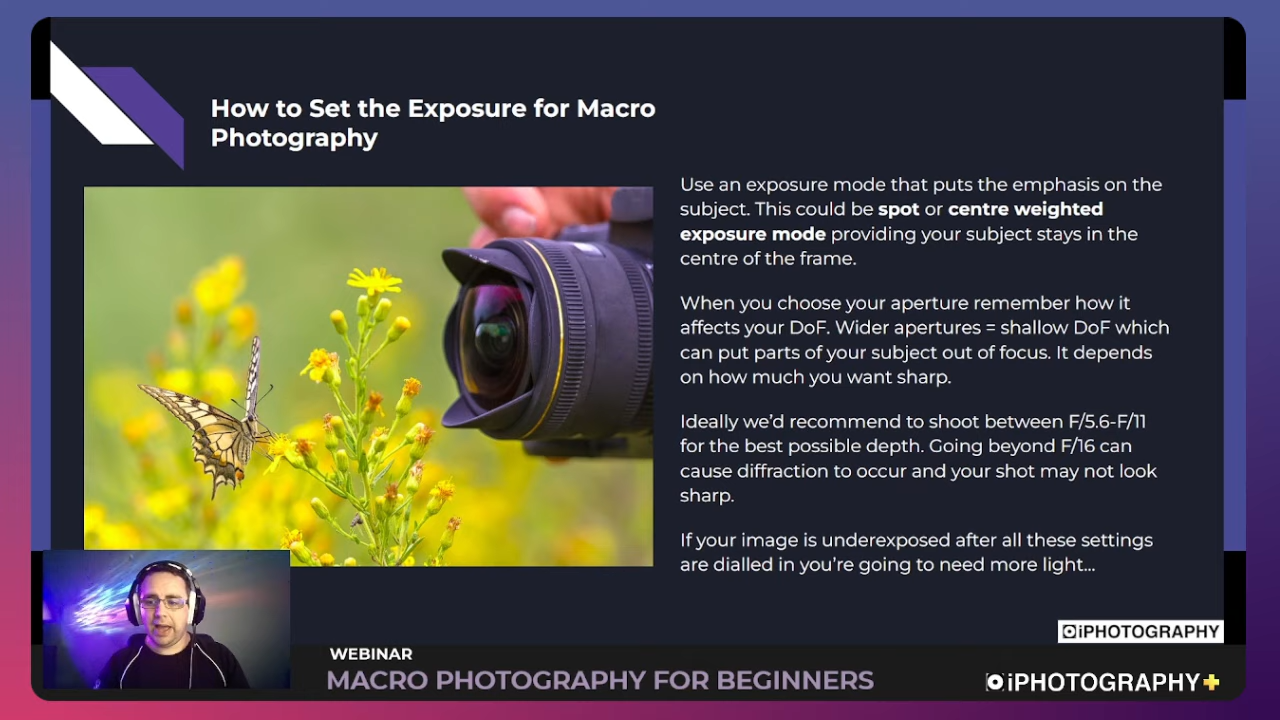 How to Set the Exposure for Macro
Photography
Use an exposure mode that puts the emphasis on the
subject. This could be spot or centre weighted
exposure mode providing your subject stays in the
centre of the frame.
When you choose your aperture remember how it
affects your DoF. Wider apertures = shallow DoF which
can put parts of your subject out of focus. It depends
on how much you want sharp.
Ideally we'd recommend to shoot between F/5.6-F/11
for the best possible depth. Going beyond F/16 can
cause diffraction to occur and your shot may not look
sharp.
If your image is underexposed after all these settings
are dialled in you're going to need more light...
iPHOTOGRAPHY
WEBINAR
MACRO PHOTOGRAPHY FOR BEGINNERS
iPHOTOGRAPHY+